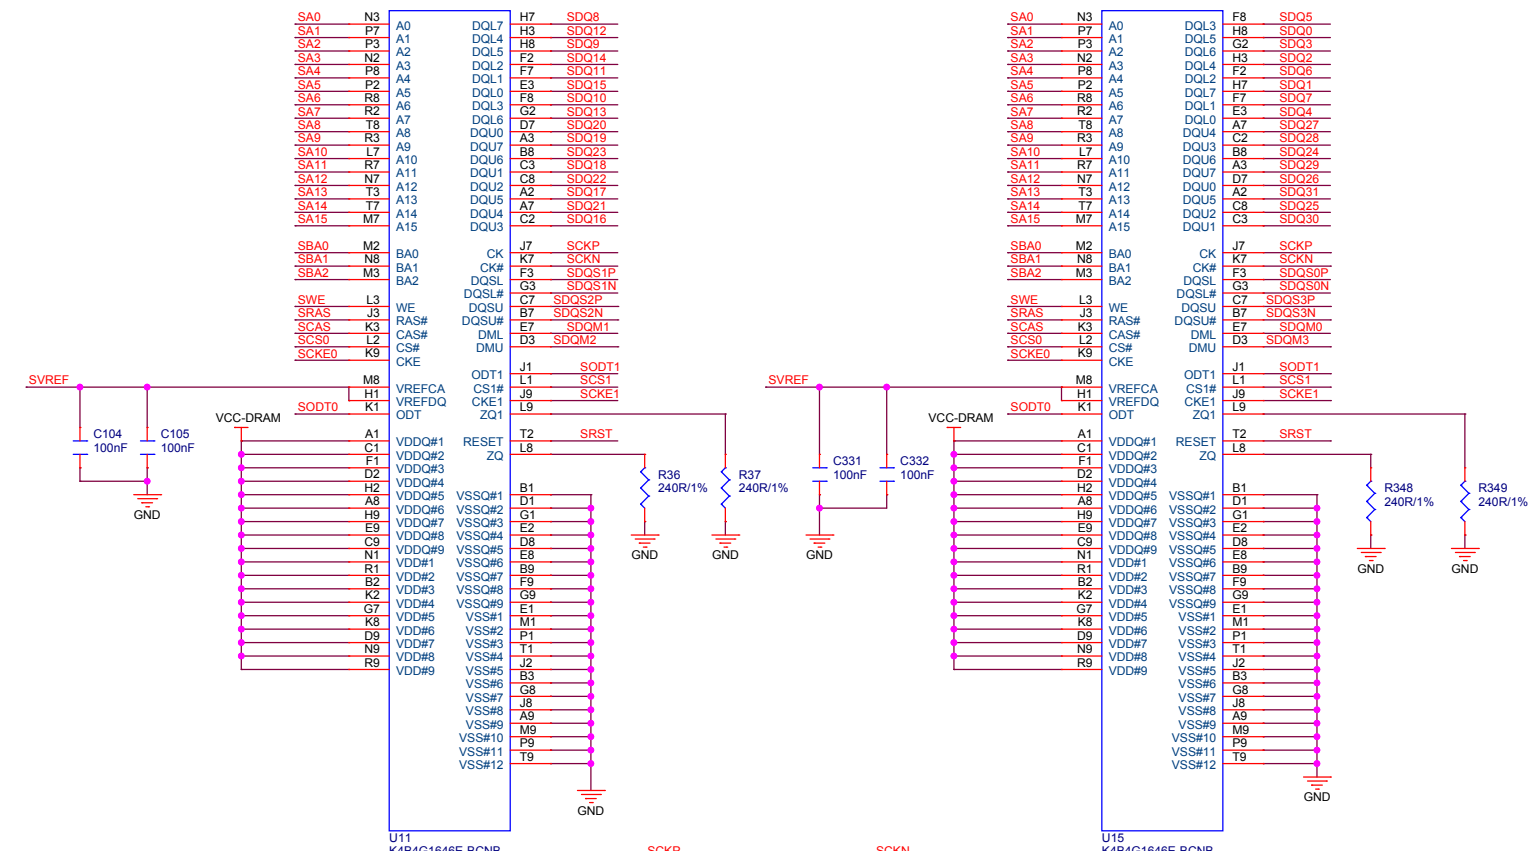 SA0 N3 A0 DQL7 H7 SDQ8
SA1 P7 A1 DQL4 H3 SDQ12
SA2 P3 A2 DQL5 H8 SDQ9
SA3 N2 A3 DQL2 F2 SDQ14
SA4 P8 A4 DQL1 F7 SDQ11
SA5 P2 A5 DQL0 E3 SDQ15
SA6 R8 A6 DQL3 F8 SDQ10
SA7 R2 A7 DQL6 G2 SDQ13
SA8 T8 A8 DQU0 D7 SDQ20
SA9 R3 A9 DQU7 A3 SDQ19
SA10 L7 A10 DQU6 B8 SDQ23
SA11 R7 A11 DQU1 C3 SDQ18
SA12 N7 A12 DQU2 C8 SDQ22
SA13 T3 A13 DQU5 A2 SDQ17
SA14 T7 A14 DQU4 A7 SDQ21
SA15 M7 A15 DQU3 C2 SDQ16
SBA0 M2 BA0 CK J7 SCKP
SBA1 N8 BA1 CK# K7 SCKN
SBA2 M3 BA2 DQSL F3 SDQS1P
DQSL# G3 SDQS1N
SWE L3 WE DQSU C7 SDQS2P
SRAS J3 RAS# DQSU# B7 SDQS2N
SCAS K3 CAS# DML E7 SDQM1
SCS0 L2 CS# DMU D3 SDQM2
SCKE0 K9 CKE
ODT1 J1 SODT1
SVREF M8 VREFCA CS1# L1 SCS1
H1 VREFDQ CKE1 J9 SCKE1
SODT0 K1 ODT ZQ1 L9
VCC-DRAM
C104 100nF
C105 100nF
GND
A1 VDDQ#1 RESET T2 SRST
C1 VDDQ#2 ZQ L8
F1 VDDQ#3
D2 VDDQ#4
H2 VDDQ#5 VSSQ#1 B1
A8 VDDQ#6 VSSQ#2 D1
H9 VDDQ#7 VSSQ#3 G1
E9 VDDQ#8 VSSQ#4 E2
C9 VDDQ#9 VSSQ#5 D8
N1 VDD#1 VSSQ#6 E8
R1 VDD#2 VSSQ#7 B9
B2 VDD#3 VSSQ#8 F9
K2 VDD#4 VSSQ#9 G9
G7 VDD#5 VSS#1 E1
K8 VDD#6 VSS#2 M1
D9 VDD#7 VSS#3 P1
N9 VDD#8 VSS#4 T1
R9 VDD#9 VSS#5 J2
VSS#6 B3
VSS#7 G8
VSS#8 J8
VSS#9 A9
VSS#10 M9
VSS#11 P9
VSS#12 T9
R36 240R/1%
GND
R37 240R/1%
GND
GND
U11
K4B4G1646E-BCNB
SCKP
SA0 N3 A0 DQL3 F8 SDQ5
SA1 P7 A1 DQL5 H8 SDQ0
SA2 P3 A2 DQL6 G2 SDQ3
SA3 N2 A3 DQL4 H3 SDQ2
SA4 P8 A4 DQL2 F2 SDQ6
SA5 P2 A5 DQL7 H7 SDQ1
SA6 R8 A6 DQL1 F7 SDQ7
SA7 R2 A7 DQL0 E3 SDQ4
SA8 T8 A8 DQU4 A7 SDQ27
SA9 R3 A9 DQU3 C2 SDQ28
SA10 L7 A10 DQU6 B8 SDQ24
SA11 R7 A11 DQU7 A3 SDQ29
SA12 N7 A12 DQU0 D7 SDQ26
SA13 T3 A13 DQU5 A2 SDQ31
SA14 T7 A14 DQU2 C8 SDQ25
SA15 M7 A15 DQU1 C3 SDQ30
SBA0 M2 BA0 CK J7 SCKP
SBA1 N8 BA1 CK# K7 SCKN
SBA2 M3 BA2 DQSL F3 SDQS0P
DQSL# G3 SDQS0N
SWE L3 WE DQSU C7 SDQS3P
SRAS J3 RAS# DQSU# B7 SDQS3N
SCAS K3 CAS# DML E7 SDQM0
SCS0 L2 CS# DMU D3 SDQM3
SCKE0 K9 CKE
ODT1 J1 SODT1
SVREF M8 VREFCA CS1# L1 SCS1
H1 VREFDQ CKE1 J9 SCKE1
SODT0 K1 ODT ZQ1 L9
VCC-DRAM
C331 100nF
C332 100nF
GND
A1 VDDQ#1 RESET T2 SRST
C1 VDDQ#2 ZQ L8
F1 VDDQ#3
D2 VDDQ#4
H2 VDDQ#5 VSSQ#1 B1
A8 VDDQ#6 VSSQ#2 D1
H9 VDDQ#7 VSSQ#3 G1
E9 VDDQ#8 VSSQ#4 E2
C9 VDDQ#9 VSSQ#5 D8
N1 VDD#1 VSSQ#6 E8
R1 VDD#2 VSSQ#7 B9
B2 VDD#3 VSSQ#8 F9
K2 VDD#4 VSSQ#9 G9
G7 VDD#5 VSS#1 E1
K8 VDD#6 VSS#2 M1
D9 VDD#7 VSS#3 P1
N9 VDD#8 VSS#4 T1
R9 VDD#9 VSS#5 J2
VSS#6 B3
VSS#7 G8
VSS#8 J8
VSS#9 A9
VSS#10 M9
VSS#11 P9
VSS#12 T9
R348 240R/1%
GND
R349 240R/1%
GND
GND
U15
K4B4G1646E-BCNB
SCKN